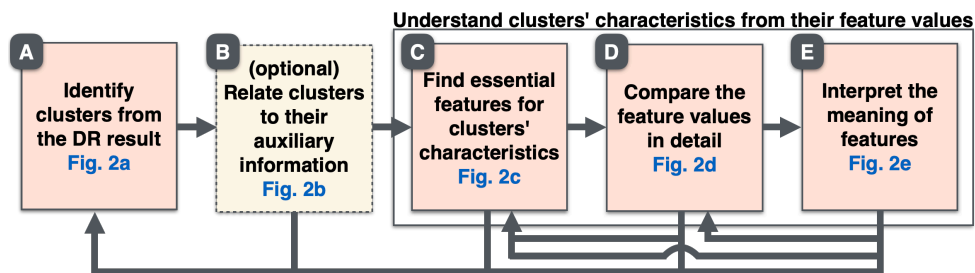 Understand clusters' characteristics from their feature values
A
Identify
clusters from
the DR result
Fig. 2a
B
(optional)
Relate clusters
to their
auxiliary
information
Fig. 2b
C
Find essential
features for
clusters'
characteristics
Fig. 2c
D
Compare the
feature values
in detail
Fig. 2d
E
Interpret the
meaning of
features
Fig. 2e